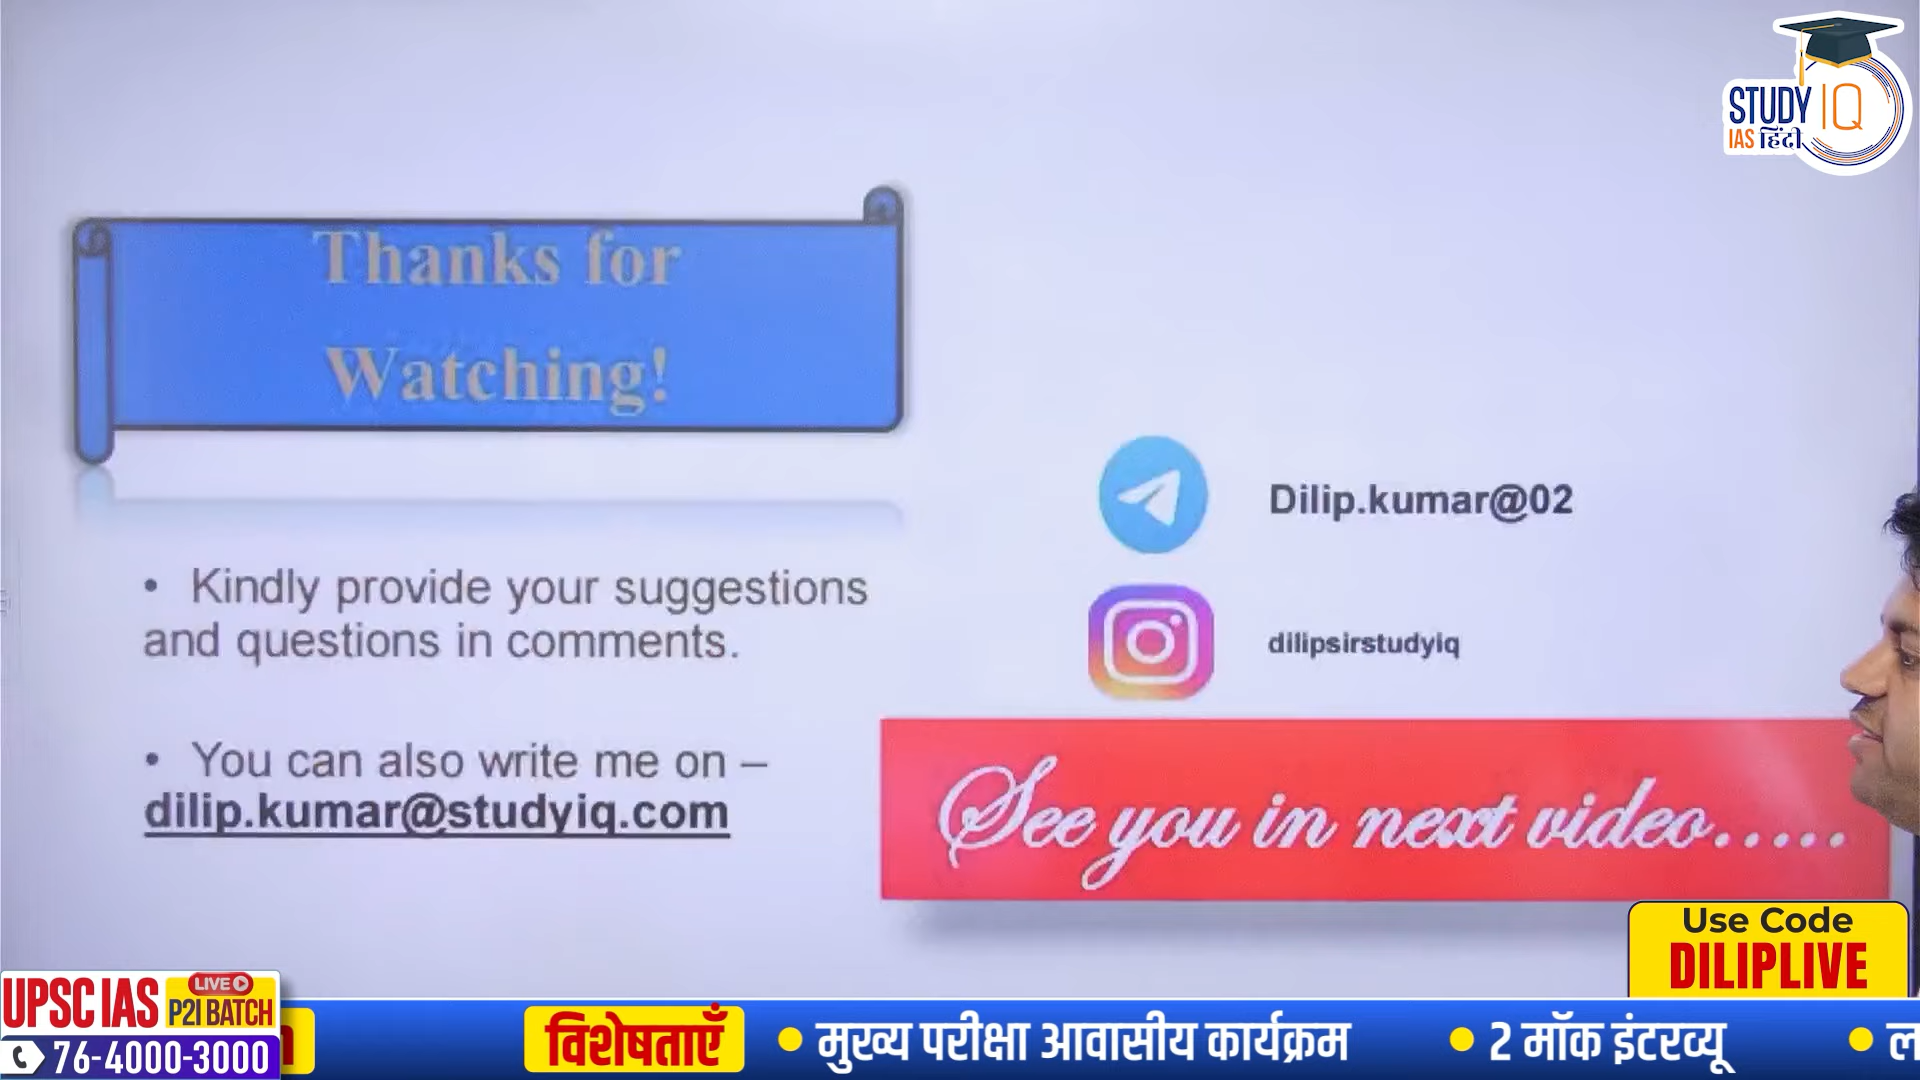 STUDY IQ
IAS हिंदी
Thanks for
Watching!
Dilip.kumar@02
• Kindly provide your suggestions
and questions in comments.
dilipsirstudyiq
• You can also write me on –
dilip.kumar@studyiq.com
See you in next video.....
Use Code
DILIPLIVE
UPSC IAS
LIVE
P2I BATCH
76-4000-3000
विशेषताएँ
• मुख्य परीक्षा आवासीय कार्यक्रम
• 2 मॉक इंटरव्यू